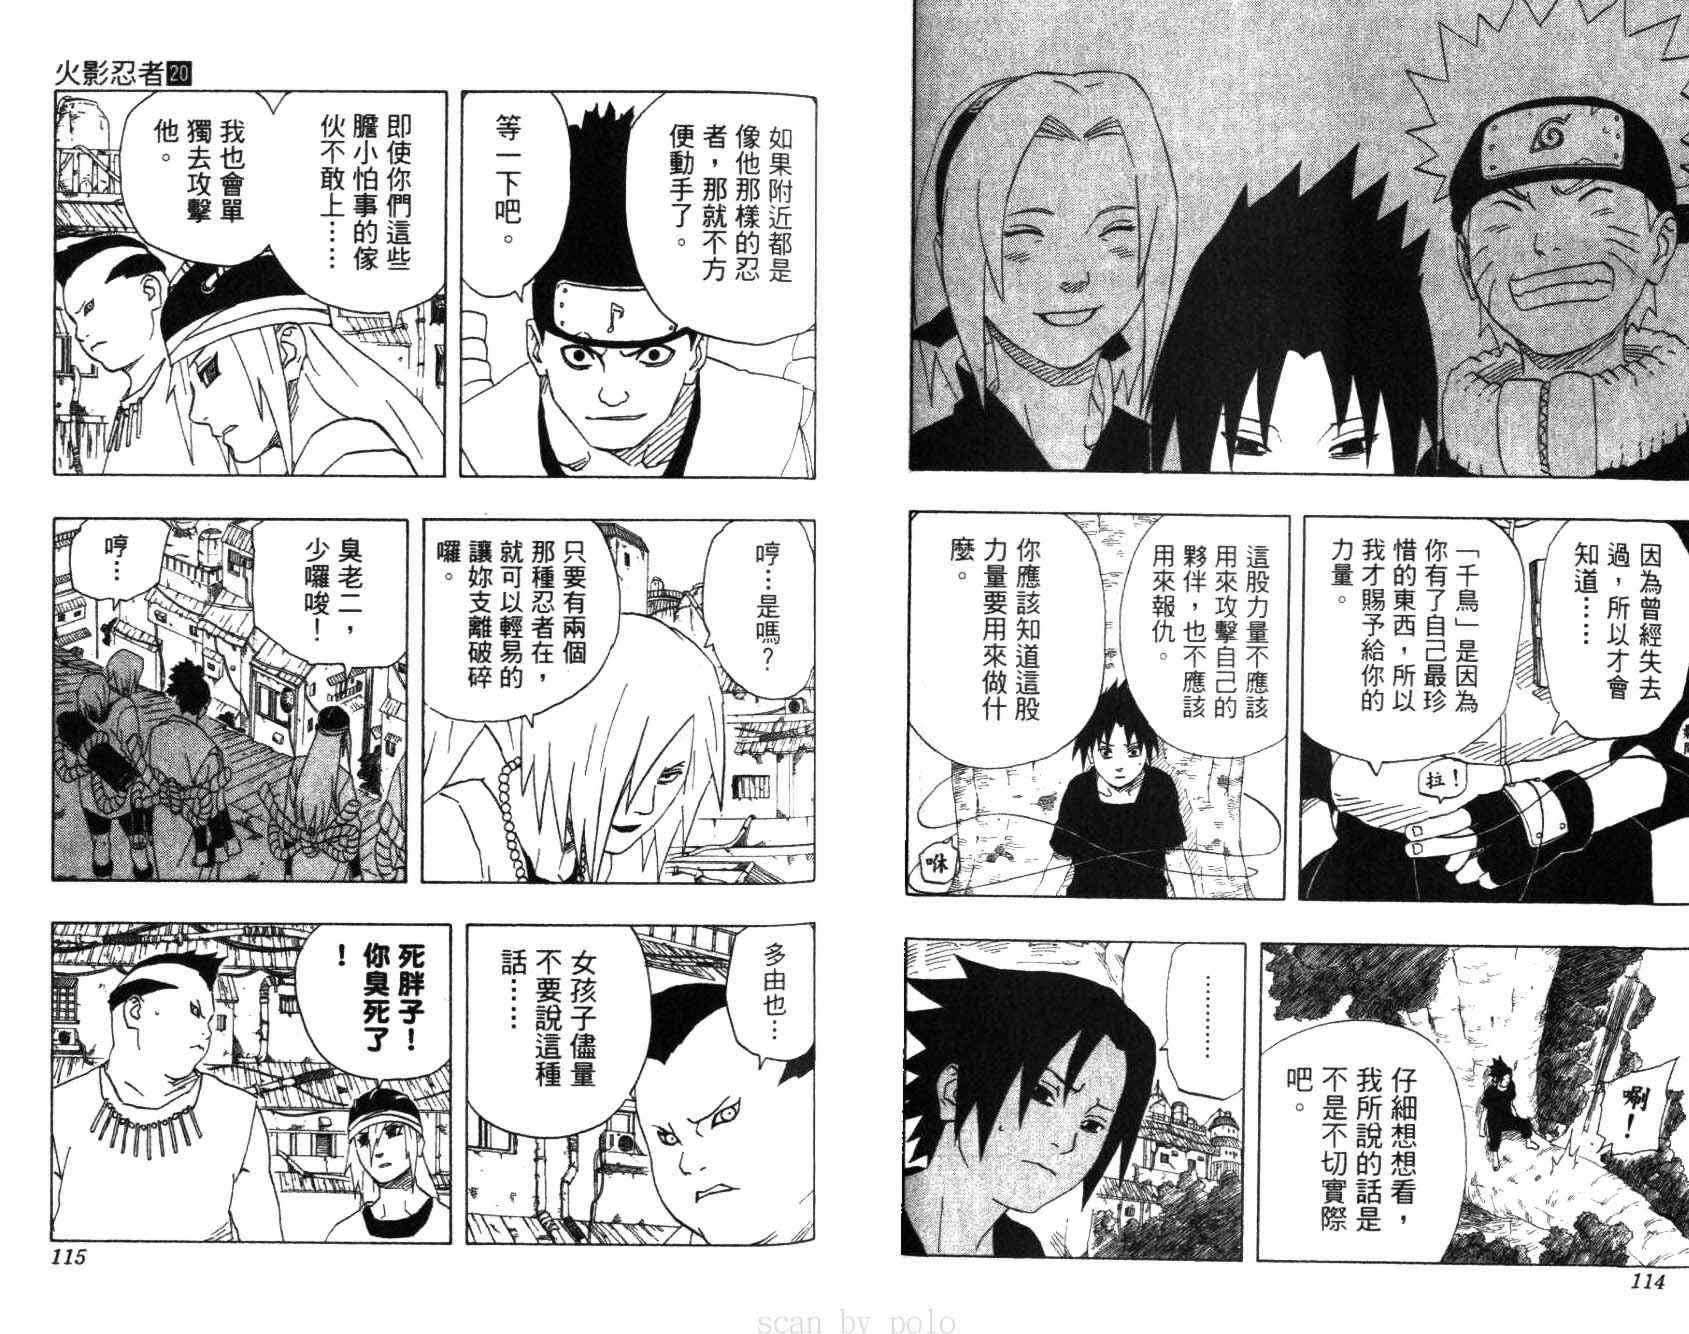 因為曾經失去
過，所以才會
知道……
「千鳥」是因為
你有了自己最珍
惜的東西，所以
我才賜予給你的
力量。
拉！
這股力量不應該
用來攻擊自己的
夥伴，也不應該
用來報仇。
你應該知道這股
力量要用來做什
麼。
咻
唰！
仔細想想看，
我所說的話是
不是不切實際
吧。
………
114
火影忍者20
如果附近都是
像他那樣的忍
者，那就不方
便動手了。
等一下吧。
即使你們這些
膽小怕事的傢
伙不敢上……
我也會單
獨去攻擊
他。
哼…是嗎？
只要有兩個
那種忍者在，
就可以輕易的
讓妳支離破碎
囉。
臭老二，
少囉唆！
哼…
多由也…
女孩子儘量
不要說這種
話……
死胖子！
你臭死了
！
115
scan by polo